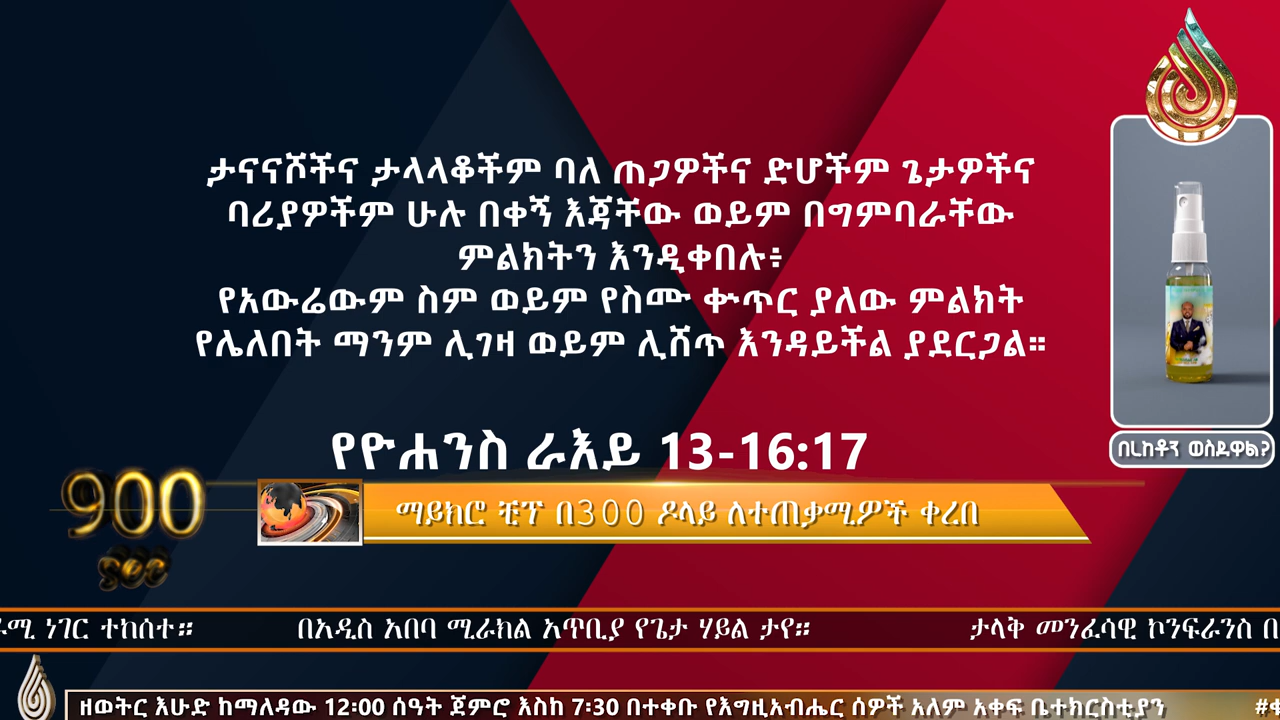 ታናናሾችና ታላላቆችም ባለ ጠጋዎችና ድሆችም ጌታዎችና
ባሪያዎችም ሁሉ በቀኝ እጃቸው ወይም በግምባራቸው
ምልክትን እንዲቀበሉ፥
የአውሬውም ስም ወይም የስሙ ቍጥር ያለው ምልክት
የሌለበት ማንም ሊገዛ ወይም ሊሸጥ እንዳይችል ያደርጋል።
የዮሐንስ ራእይ 13-16:17
በረከቶን ወስደዋል?
900
sec
ማይክሮ ቺፕ በ300 ዶላይ ለተጠቃሚዎች ቀረበ
ነገር ተከሰተ። በአዲስ አበባ ሚራክል አጥቢያ የጌታ ሃይል ታየ። ታላቅ መንፈሳዊ ኮንፍራንስ በ
ዘወትር እሁድ ከማለዳው 12፡00 ሰዓት ጀምሮ እስከ 7፡30 በተቀቡ የእግዚአብሔር ሰዎች አለም አቀፍ ቤተክርስቲያን